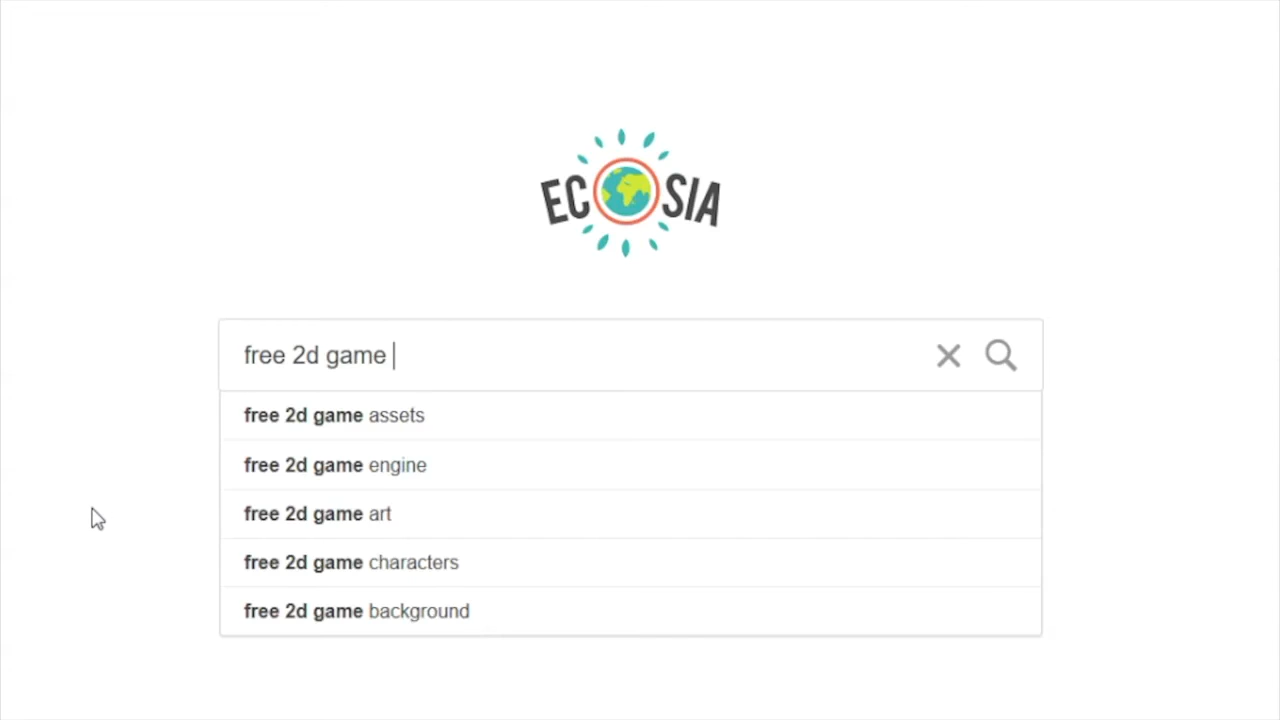 ECOSIA
free 2d game
free 2d game assets
free 2d game engine
free 2d game art
free 2d game characters
free 2d game background